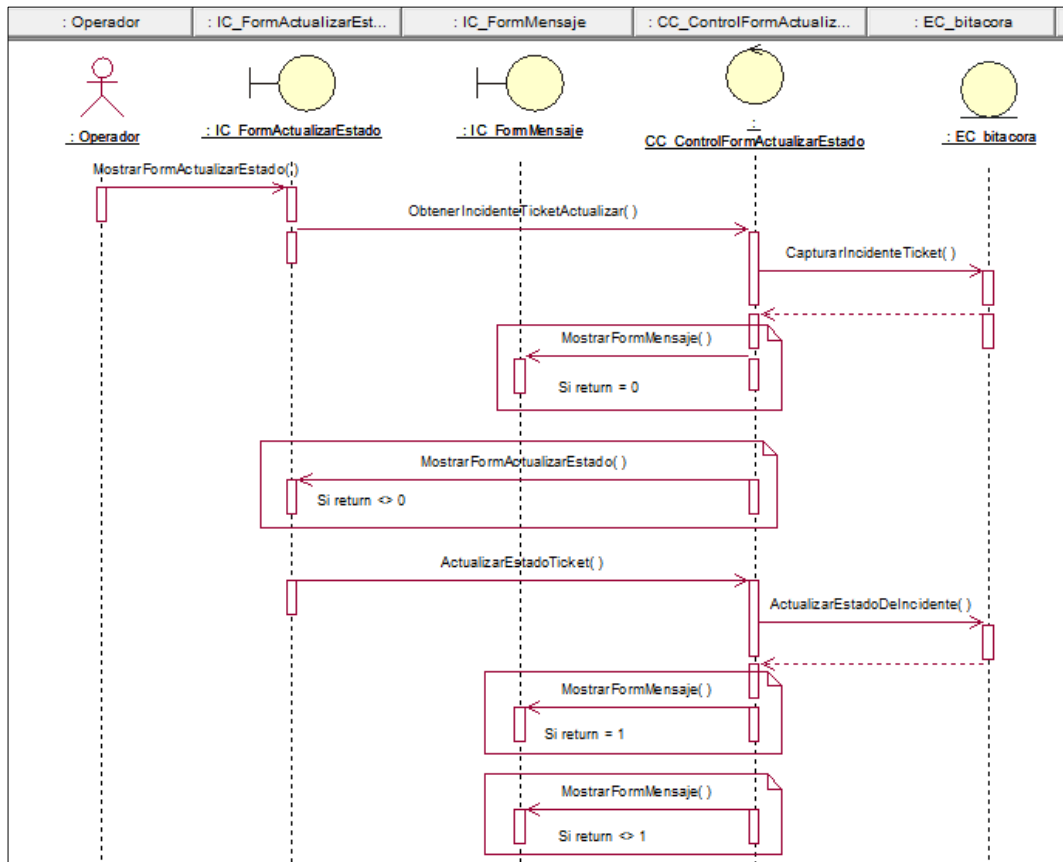 : Operador
: IC_FormActualizarEst...
: IC_FormMensaje
: CC_ControlFormActualiz...
: EC_bitacora
: Operador
: IC_FormActualizarEstado
: IC_FormMensaje
:
CC_ControlFormActualizarEstado
: EC_bitacora
MostrarFormActualizarEstado( )
ObtenerIncidenteTicketActualizar( )
CapturarIncidenteTicket( )
MostrarFormMensaje( )
Si return = 0
MostrarFormActualizarEstado( )
Si return <> 0
ActualizarEstadoTicket( )
ActualizarEstadoDeIncidente( )
MostrarFormMensaje( )
Si return = 1
MostrarFormMensaje( )
Si return <> 1